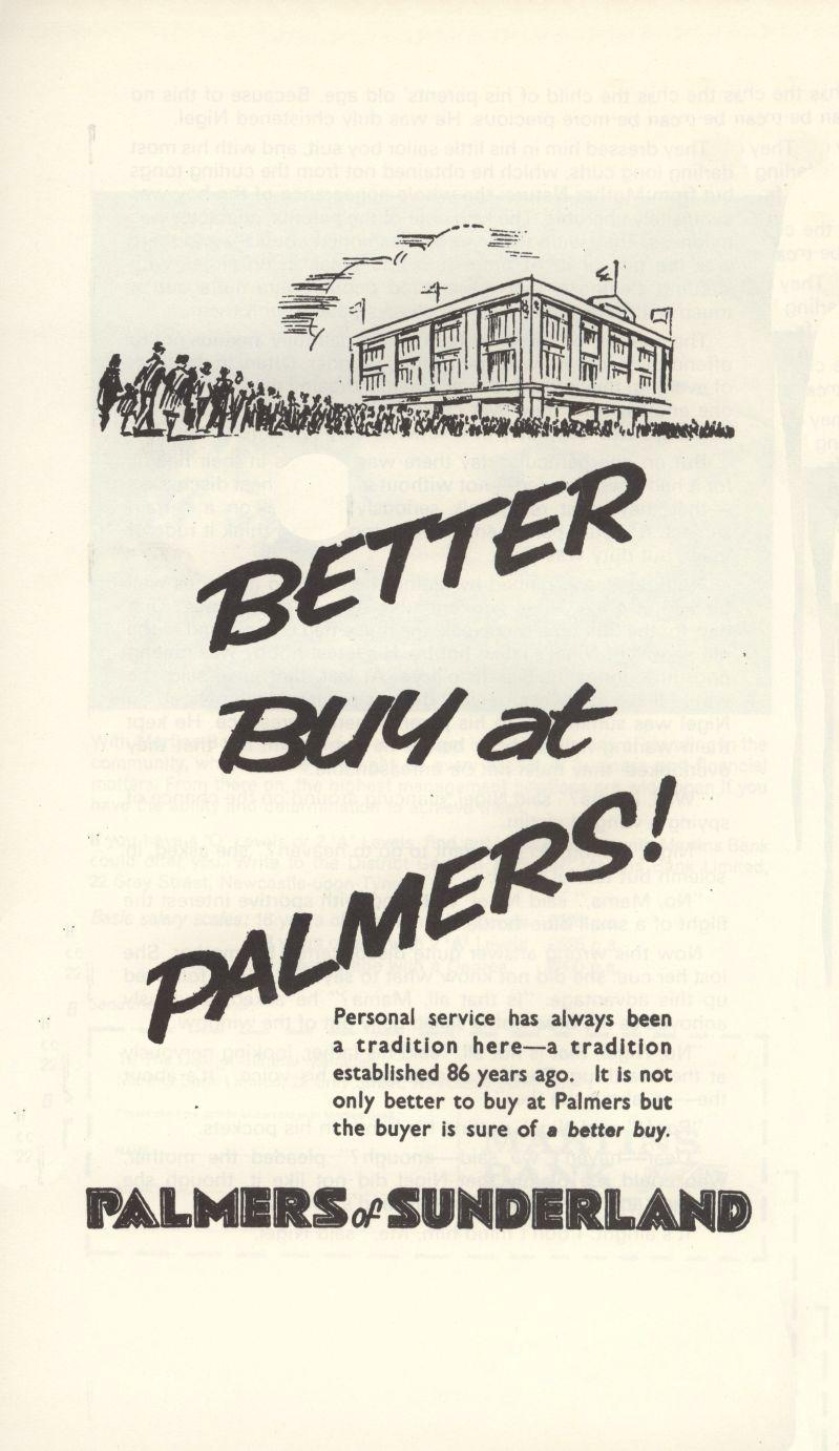 BETTER
BUY at
PALMERS!
Personal service has always been
a tradition here—a tradition
established 86 years ago. It is not
only better to buy at Palmers but
the buyer is sure of a better buy.
PALMERS of SUNDERLAND